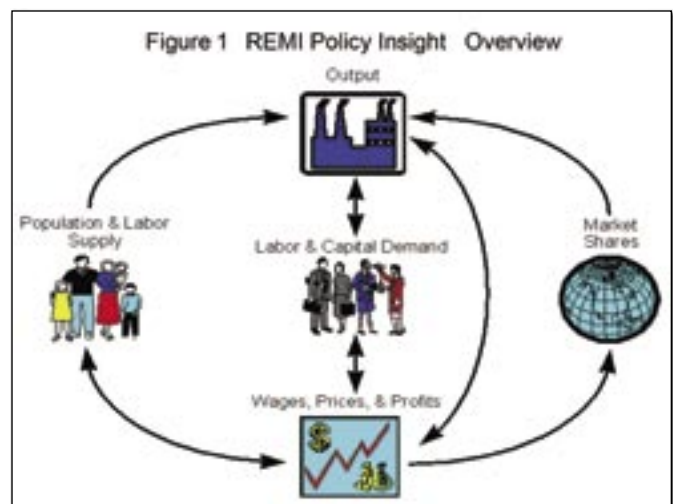 Figure 1 REMI Policy Insight Overview
Output
Population & Labor
Supply
Labor & Capital Demand
Market
Shares
Wages, Prices, & Profits
$